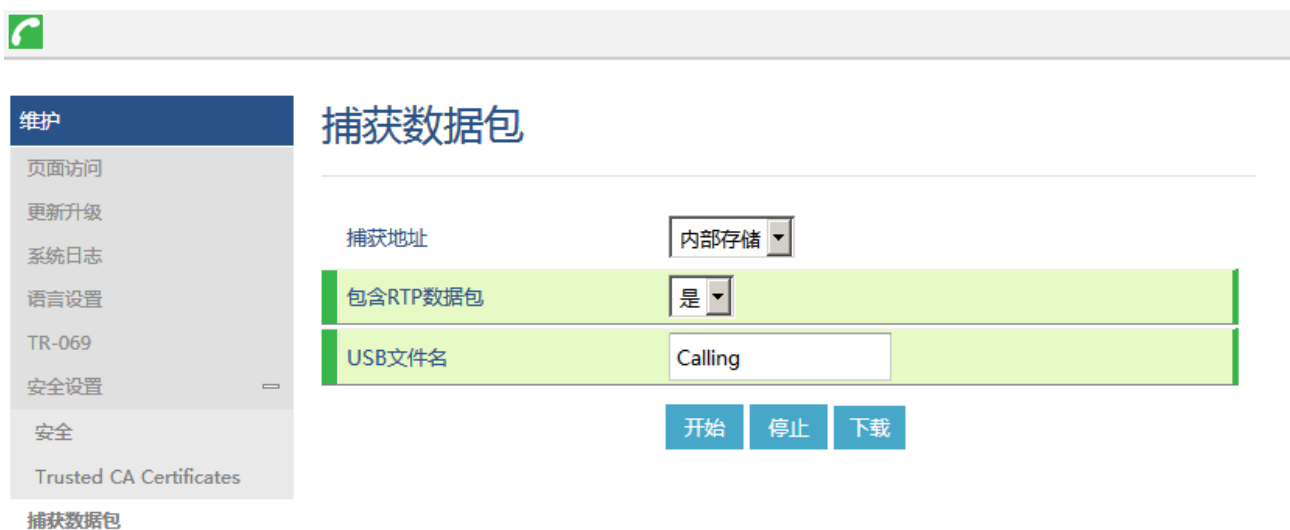 维护
页面访问
更新升级
系统日志
语言设置
TR-069
安全设置
安全
Trusted CA Certificates
捕获数据包
捕获数据包
捕获地址 内部存储
包含RTP数据包 是
USB文件名 Calling
开始 停止 下载